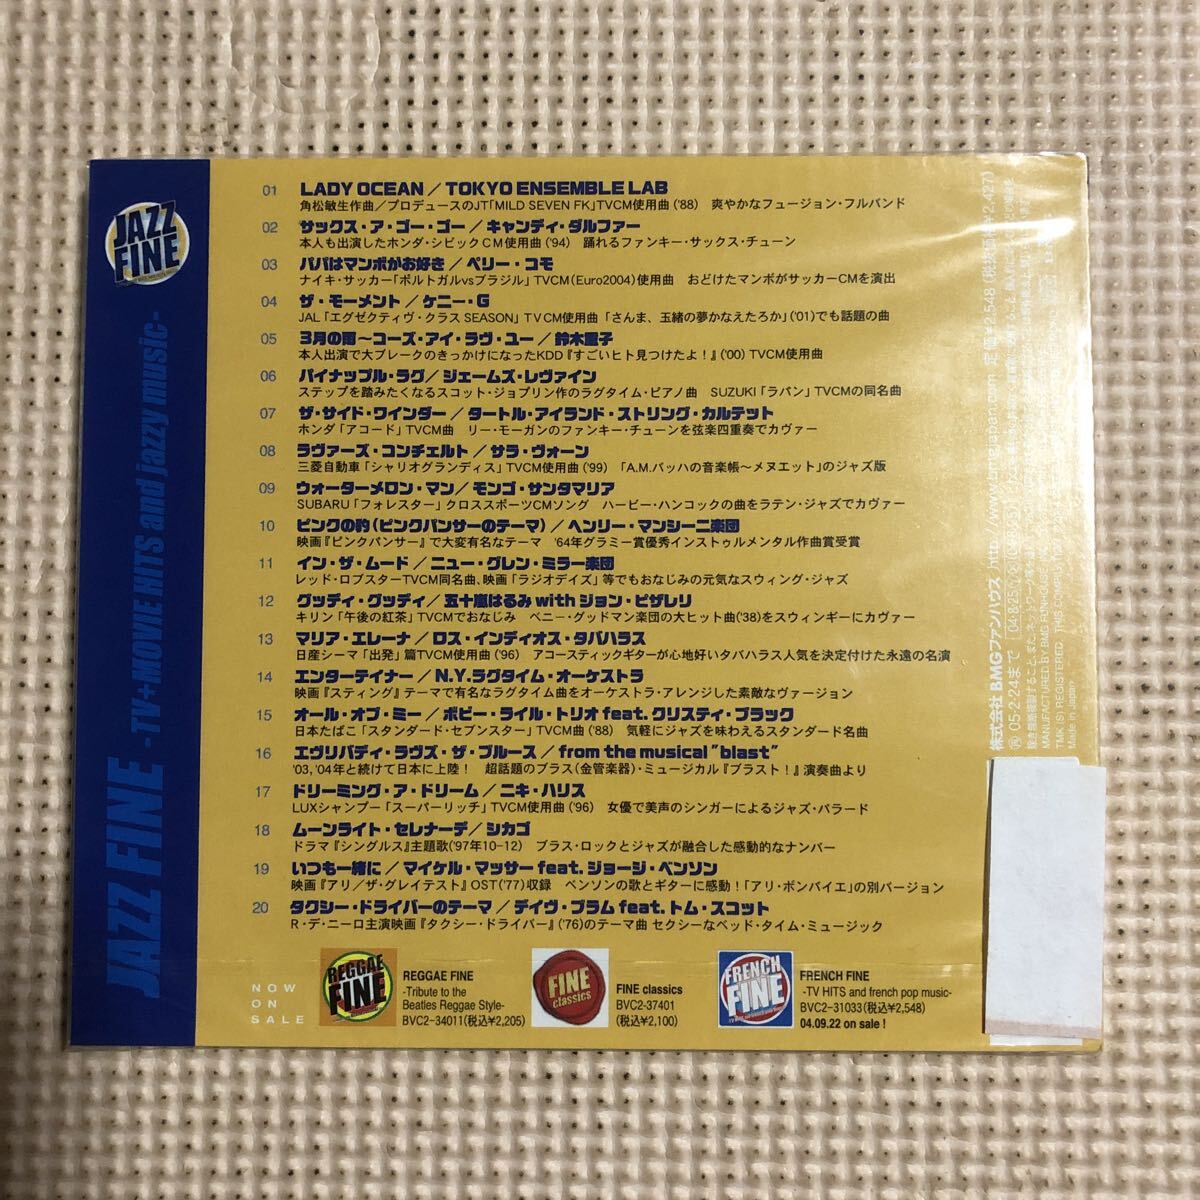 JAZZ FINE
JAZZ FINE -TV+MOVIE HITS and jazzy music-
01 LADY OCEAN／TOKYO ENSEMBLE LAB
角松敏生作曲／プロデュースのJT「MILD SEVEN FK」TVCM使用曲('88) 爽やかなフュージョン・フルバンド
02 サックス・ア・ゴー・ゴー／キャンディ・ダルファー
本人も出演したホンダ・シビックCM使用曲('94) 踊れるファンキー・サックス・チューン
03 パパはマンボがお好き／ペリー・コモ
ナイキ・サッカー「ポルトガルvsブラジル」TVCM(Euro2004)使用曲 おどけたマンボがサッカーCMを演出
04 ザ・モーメント／ケニー・G
JAL「エグゼクティヴ・クラスSEASON」TVCM使用曲「さんま、玉緒の夢かなえたろか」('01)でも話題の曲
05 3月の雨〜コーズ・アイ・ラヴ・ユー／鈴木重子
本人出演で大ブレークのきっかけになったKDD『すごいヒト見つけたよ！』('00) TVCM使用曲
06 パイナップル・ラグ／ジェームズ・レヴァイン
ステップを踏みたくなるスコット・ジョプリン作のラグタイム・ピアノ曲 SUZUKI「ラパン」TVCMの同名曲
07 ザ・サイド・ワインダー／タートル・アイランド・ストリング・カルテット
ホンダ「アコード」TVCM曲 リー・モーガンのファンキー・チューンを弦楽四重奏でカヴァー
08 ラヴァーズ・コンチェルト／サラ・ヴォーン
三菱自動車「シャリオグランディス」TVCM使用曲('99) 「A.M.バッハの音楽帳〜メヌエット」のジャズ版
09 ウォーターメロン・マン／モンゴ・サンタマリア
SUBARU「フォレスター」クロススポーツCMソング ハービー・ハンコックの曲をラテン・ジャズでカヴァー
10 ピンクの豹(ピンクパンサーのテーマ)／ヘンリー・マンシーニ楽団
映画『ピンクパンサー』で大変有名なテーマ '64年グラミー賞優秀インストゥルメンタル作曲賞受賞
11 イン・ザ・ムード／ニュー・グレン・ミラー楽団
レッド・ロブスターTVCM同名曲、映画「ラジオデイズ」等でもおなじみの元気なスウィング・ジャズ
12 グッディ・グッディ／五十嵐はるみ with ジョン・ピザレリ
キリン「午後の紅茶」TVCMでおなじみ ベニー・グッドマン楽団の大ヒット曲('38)をスウィンギーにカヴァー
13 マリア・エレーナ／ロス・インディオス・タバハラス
日産シーマ「出発」篇TVCM使用曲('96) アコースティックギターが心地好いタバハラス人気を決定付けた永遠の名演
14 エンターテイナー／N.Y.ラグタイム・オーケストラ
映画『スティング』テーマで有名なラグタイム曲をオーケストラ・アレンジした素敵なヴァージョン
15 オール・オブ・ミー／ボビー・ライル・トリオ feat.クリスティ・ブラック
日本たばこ「スタンダード・セブンスター」TVCM曲('88) 気軽にジャズを味わえるスタンダード名曲
16 エヴリバディ・ラヴズ・ザ・ブルース／from the musical "blast"
'03,'04年と続けて日本に上陸！ 超話題のブラス(金管楽器)・ミュージカル『ブラスト！』演奏曲より
17 ドリーミング・ア・ドリーム／ニキ・ハリス
LUXシャンプー「スーパーリッチ」TVCM使用曲('96) 女優で美声のシンガーによるジャズ・バラード
18 ムーンライト・セレナーデ／シカゴ
ドラマ『シングルス』主題歌('97年10-12) ブラス・ロックとジャズが融合した感動的なナンバー
19 いつも一緒に／マイケル・マッサー feat.ジョージ・ベンソン
映画『アリ／ザ・グレイテスト』OST('77)収録 ベンソンの歌とギターに感動！「アリ・ボンバイエ」の別バージョン
20 タクシー・ドライバーのテーマ／デイヴ・ブラム feat.トム・スコット
R・デ・ニーロ主演映画『タクシー・ドライバー』('76)のテーマ曲 セクシーなベッド・タイム・ミュージック
NOW
ON
SALE
REGGAE FINE
REGGAE FINE
-Tribute to the
Beatles Reggae Style-
BVC2-34011(税込¥2,205)
FINE classics
FINE classics
BVC2-37401
(税込¥2,100)
FRENCH FINE
FRENCH FINE
-TV HITS and french pop music-
BVC2-31033(税込¥2,548)
04.09.22 on sale !
株式会社BMGファンハウス
定価¥2,548 (税抜価格¥2,427)
05・2・24まで
Made in Japan